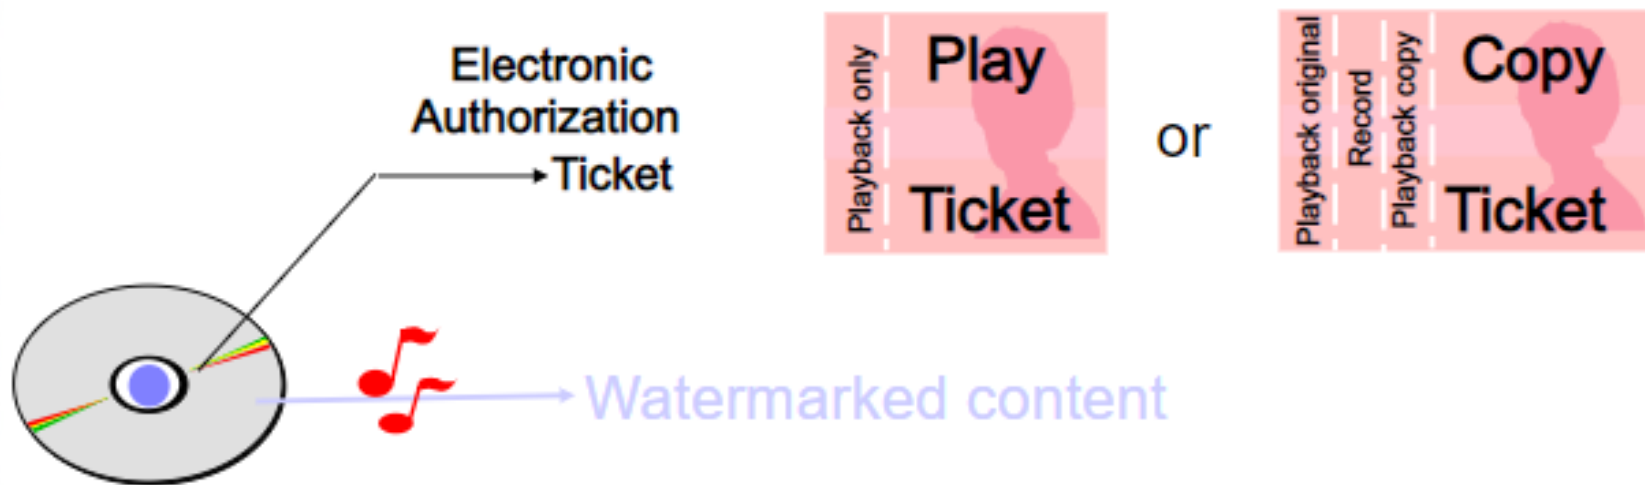 Electronic
Authorization
Ticket
Playback only
Play
Ticket
or
Playback original
Record
Playback copy
Copy
Ticket
Watermarked content